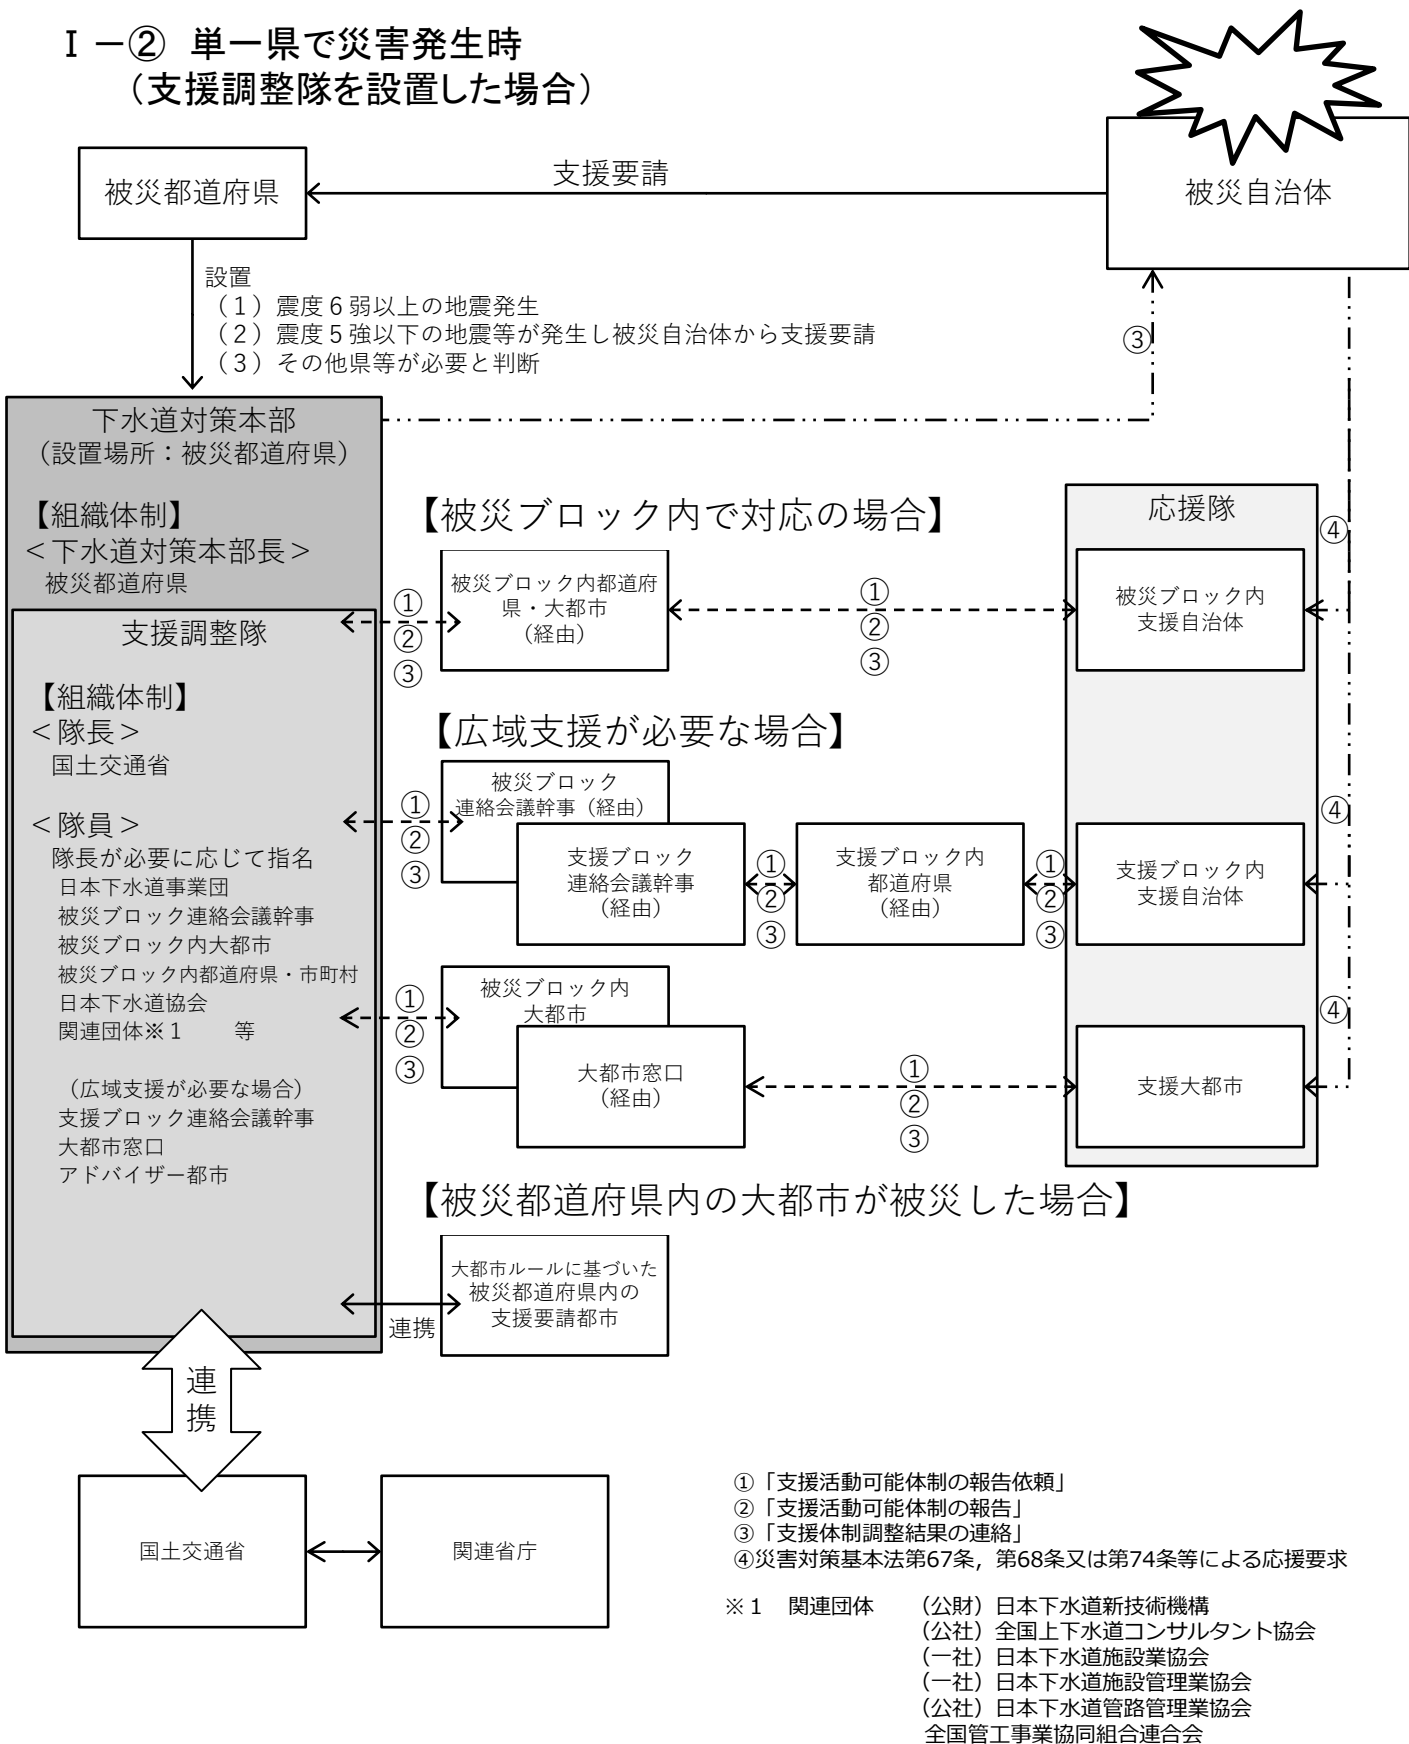 Ⅰ－② 単一県で災害発生時
（支援調整隊を設置した場合）
被災都道府県
支援要請
被災自治体
設置
（１）震度６弱以上の地震発生
（２）震度５強以下の地震等が発生し被災自治体から支援要請
（３）その他県等が必要と判断
③
下水道対策本部
（設置場所：被災都道府県）
【組織体制】
＜下水道対策本部長＞
被災都道府県
支援調整隊
【組織体制】
＜隊長＞
国土交通省
＜隊員＞
隊長が必要に応じて指名
日本下水道事業団
被災ブロック連絡会議幹事
被災ブロック内大都市
被災ブロック内都道府県・市町村
日本下水道協会
関連団体※１　　等
（広域支援が必要な場合）
支援ブロック連絡会議幹事
大都市窓口
アドバイザー都市
【被災ブロック内で対応の場合】
①
②
③
被災ブロック内都道府
県・大都市
（経由）
①
②
③
応援隊
被災ブロック内
支援自治体
④
【広域支援が必要な場合】
①
②
③
被災ブロック
連絡会議幹事（経由）
支援ブロック
連絡会議幹事
（経由）
①
②
③
支援ブロック内
都道府県
（経由）
①
②
③
支援ブロック内
支援自治体
④
①
②
③
被災ブロック内
大都市
大都市窓口
（経由）
①
②
③
支援大都市
④
【被災都道府県内の大都市が被災した場合】
大都市ルールに基づいた
被災都道府県内の
支援要請都市
連携
連
携
国土交通省
関連省庁
①「支援活動可能体制の報告依頼」
②「支援活動可能体制の報告」
③「支援体制調整結果の連絡」
④災害対策基本法第67条，第68条又は第74条等による応援要求
※１　関連団体　（公財）日本下水道新技術機構
（公社）全国上下水道コンサルタント協会
（一社）日本下水道施設業協会
（一社）日本下水道施設管理業協会
（公社）日本下水道管路管理業協会
全国管工事業協同組合連合会